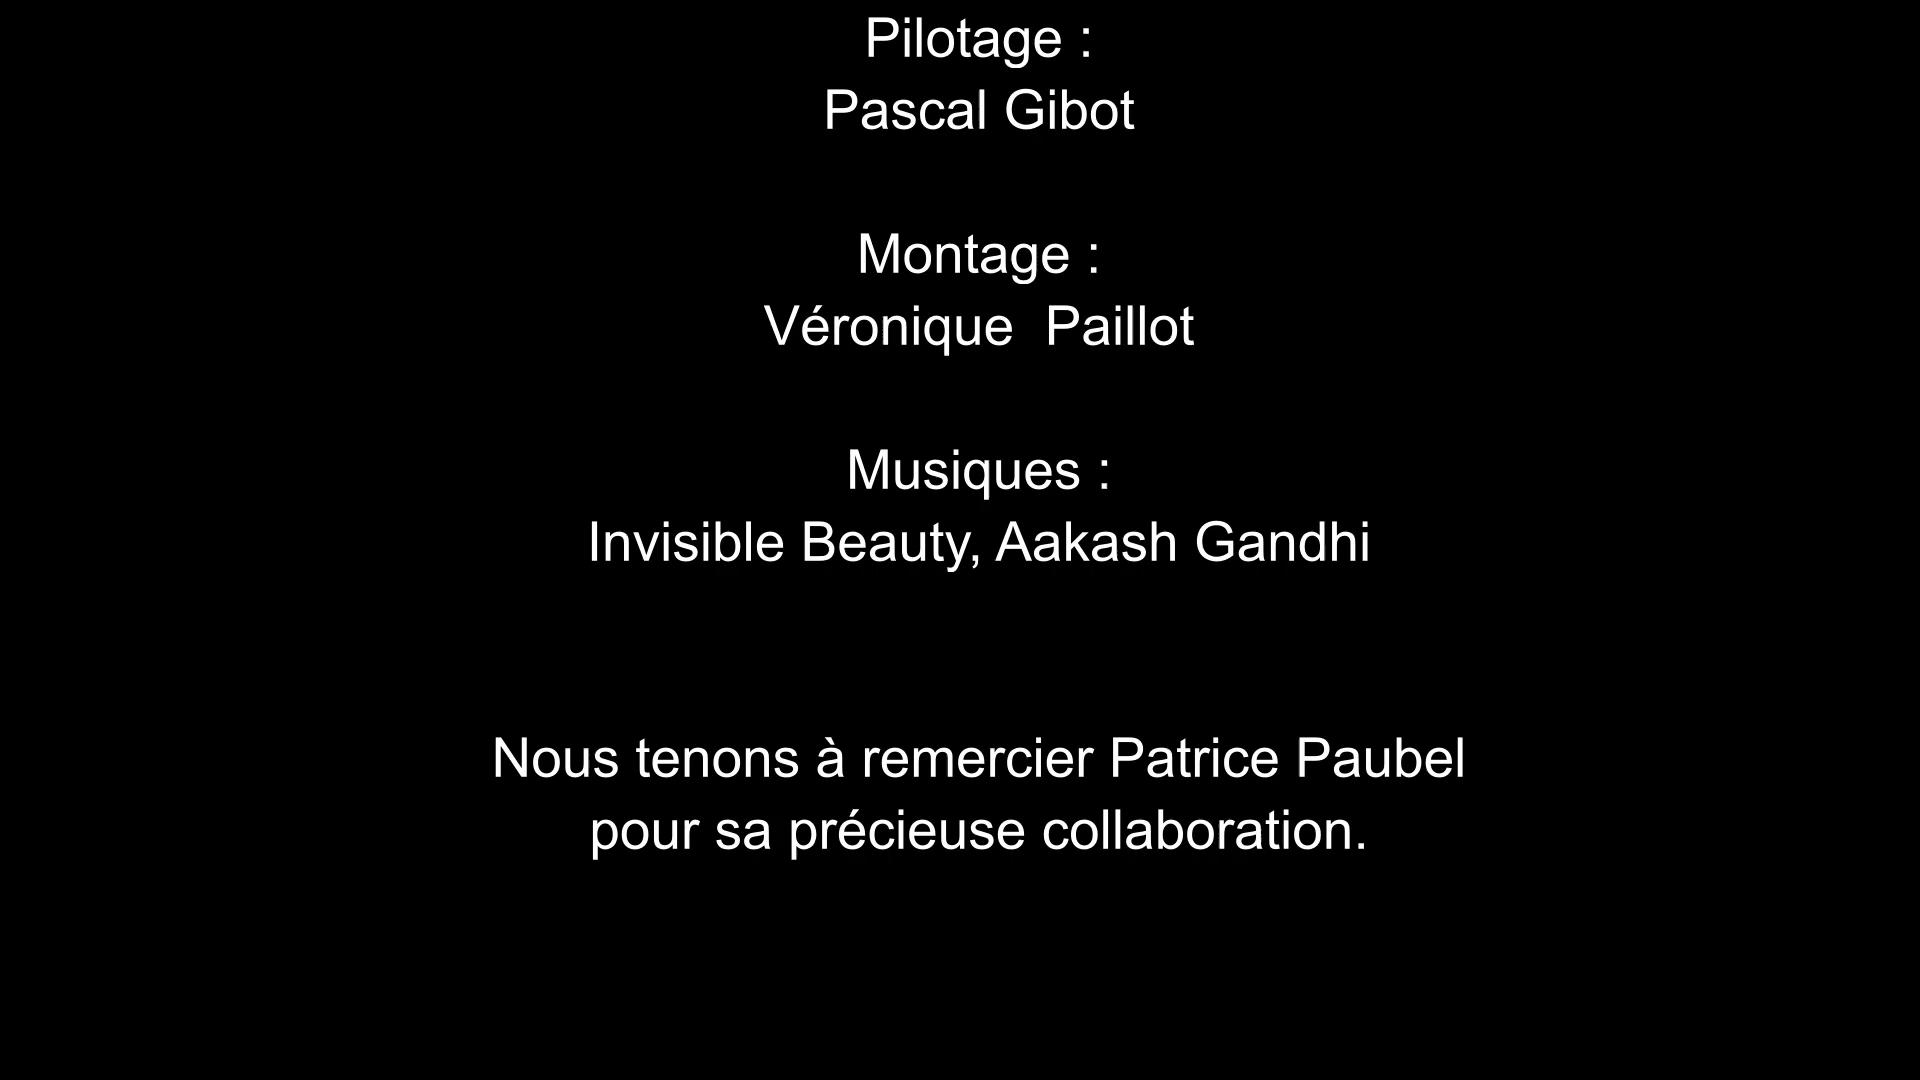 Pilotage :
Pascal Gibot
Montage :
Véronique  Paillot
Musiques :
Invisible Beauty, Aakash Gandhi
Nous tenons à remercier Patrice Paubel
pour sa précieuse collaboration.